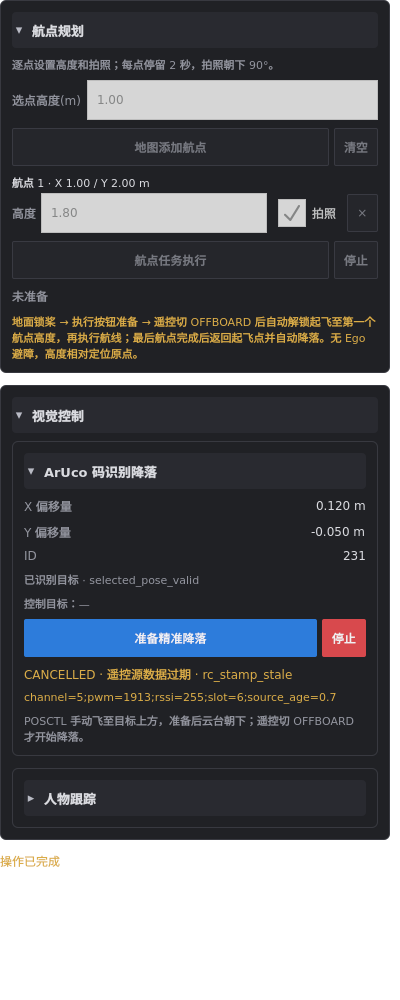 ▾ 航点规划
逐点设置高度和拍照；每点停留 2 秒，拍照朝下 90°。
选点高度(m) 1.00
地图添加航点 清空
航点 1 · X 1.00 / Y 2.00 m
高度 1.80 拍照 ×
航点任务执行 停止
未准备
地面锁桨 → 执行按钮准备 → 遥控切 OFFBOARD 后自动解锁起飞至第一个
航点高度，再执行航线；最后航点完成后返回起飞点并自动降落。无 Ego
避障，高度相对定位原点。
▾ 视觉控制
▾ ArUco 码识别降落
X 偏移量 0.120 m
Y 偏移量 -0.050 m
ID 231
已识别目标 · selected_pose_valid
控制目标：—
准备精准降落 停止
CANCELLED · 遥控源数据过期 · rc_stamp_stale
channel=5;pwm=1913;rssi=255;slot=6;source_age=0.7
POSCTL 手动飞至目标上方，准备后云台朝下；遥控切 OFFBOARD
才开始降落。
▸ 人物跟踪
操作已完成